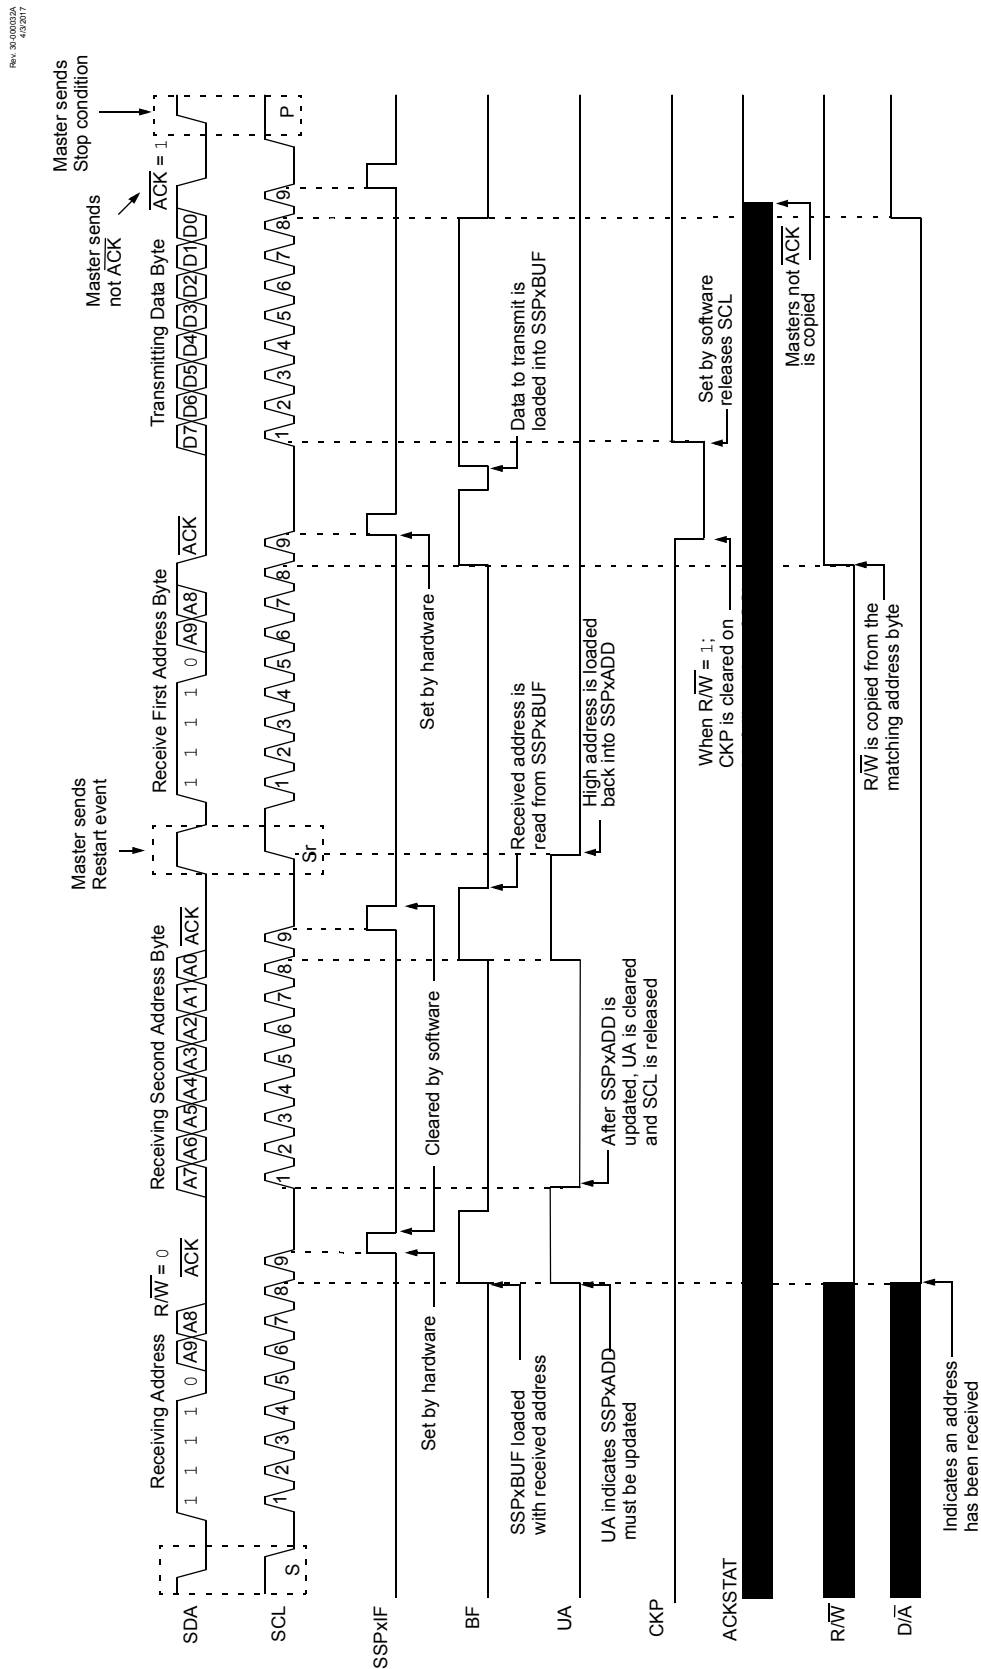 Rev. 30-000032A
4/3/2017
Master sends
Stop condition
Master sends
not ACK
Master sends
Restart event
Receiving Address R/W = 0
Receiving Second Address Byte
Receive First Address Byte
Transmitting Data Byte
ACK = 1
SDA
1 1 1 1 0 A9 A8 ACK
A7 A6 A5 A4 A3 A2 A1 A0 ACK
1 1 1 1 0 A9 A8 ACK
D7 D6 D5 D4 D3 D2 D1 D0
SCL
S
1 2 3 4 5 6 7 8 9
1 2 3 4 5 6 7 8 9
Sr
1 2 3 4 5 6 7 8 9
1 2 3 4 5 6 7 8 9
P
SSPxIF
Set by hardware
Cleared by software
Set by hardware
BF
SSPxBUF loaded
with received address
Received address is
read from SSPxBUF
Data to transmit is
loaded into SSPxBUF
UA
UA indicates SSPxADD
must be updated
After SSPxADD is
updated, UA is cleared
and SCL is released
High address is loaded
back into SSPxADD
CKP
When R/W = 1;
CKP is cleared on
Set by software
releases SCL
ACKSTAT
Masters not ACK
is copied
R/W
R/W is copied from the
matching address byte
D/A
Indicates an address
has been received